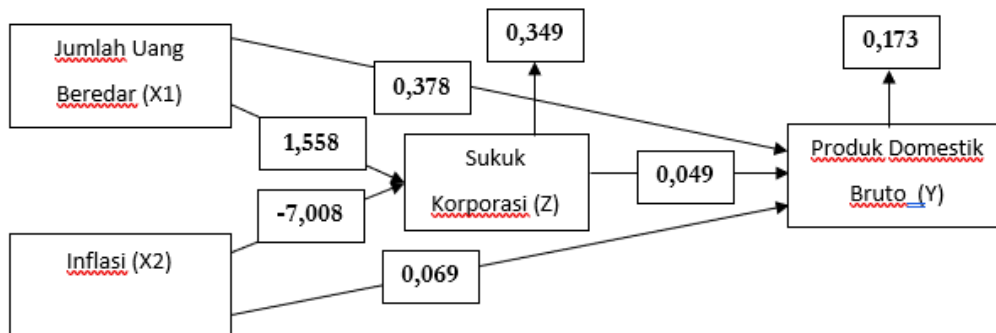 Jumlah Uang
Beredar (X1)
0,349
0,173
0,378
1,558
Sukuk
Korporasi (Z)
0,049
Produk Domestik
Bruto (Y)
-7,008
Inflasi (X2)
0,069